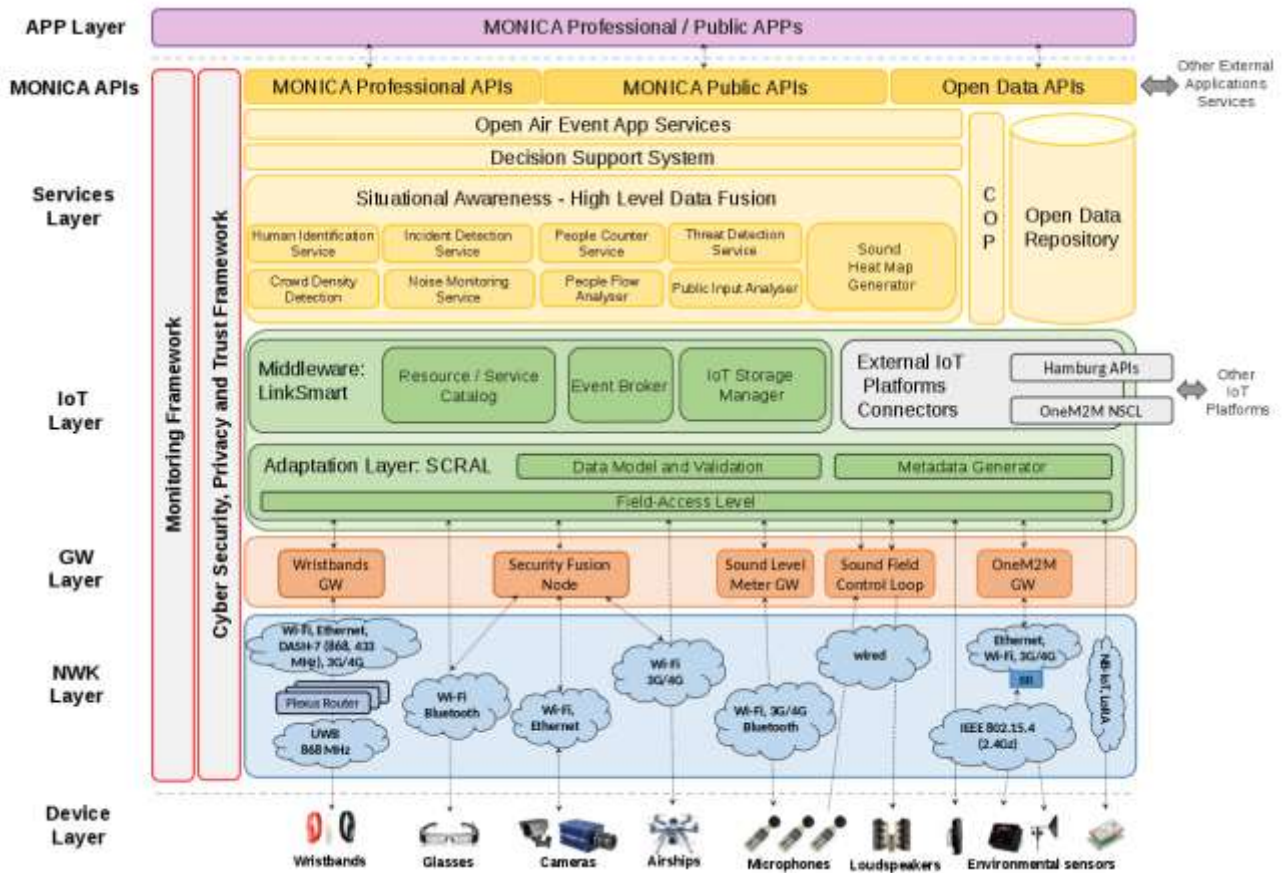 APP Layer
MONICA Professional / Public APPs
MONICA APIs
MONICA Professional APIs
MONICA Public APIs
Open Data APIs
Other External
Applications
Services
Services
Layer
Open Air Event App Services
Decision Support System
Situational Awareness - High Level Data Fusion
Human Identification
Service
Incident Detection
Service
People Counter
Service
Threat Detection
Service
Crowd Density
Detection
Noise Monitoring
Service
People Flow
Analyser
Public Input Analyser
Sound
Heat Map
Generator
C
O
P
Open Data
Repository
Monitoring Framework
Cyber Security, Privacy and Trust Framework
IoT
Layer
Middleware:
LinkSmart
Resource / Service
Catalog
Event Broker
IoT Storage
Manager
External IoT
Platforms
Connectors
Hamburg APIs
OneM2M NSCL
Other
IoT
Platforms
Adaptation Layer: SCRAL
Data Model and Validation
Metadata Generator
Field-Access Level
GW
Layer
Wristbands
GW
Security Fusion
Node
Sound Level
Meter GW
Sound Field
Control Loop
OneM2M
GW
NWK
Layer
Wi-Fi, Ethernet,
DASH-7 (868, 433
MHz), 3G/4G
Plexus Router
UWB
868 MHz
Wi-Fi
Bluetooth
Wi-Fi,
Ethernet
Wi-Fi
3G/4G
Wi-Fi, 3G/4G
Bluetooth
wired
Ethernet,
Wi-Fi, 3G/4G
IEEE 802.15.4
(2.4Gz)
NB-IoT, LoRA
Device
Layer
Wristbands
Glasses
Cameras
Airships
Microphones
Loudspeakers
Environmental sensors